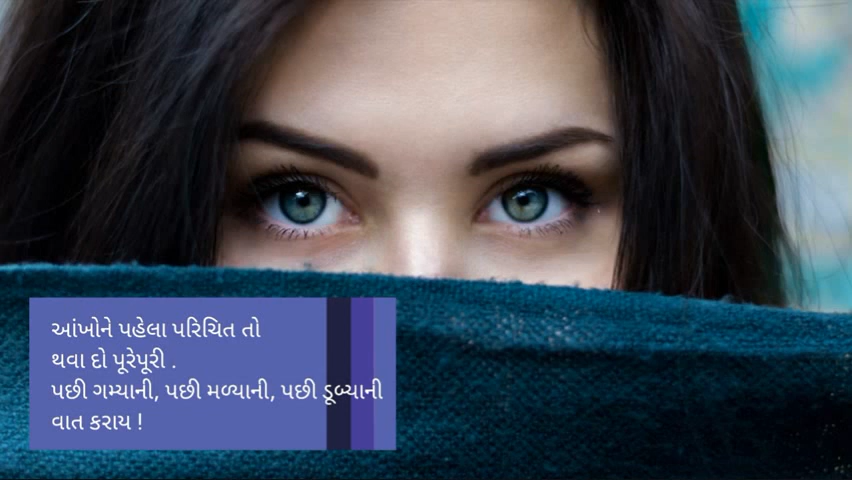 આંખોને પહેલા પરિચિત તો
થવા દો પૂરેપૂરી .
પછી ગમ્યાની, પછી મળ્યાની, પછી ડૂબ્યાની
વાત કરાય !